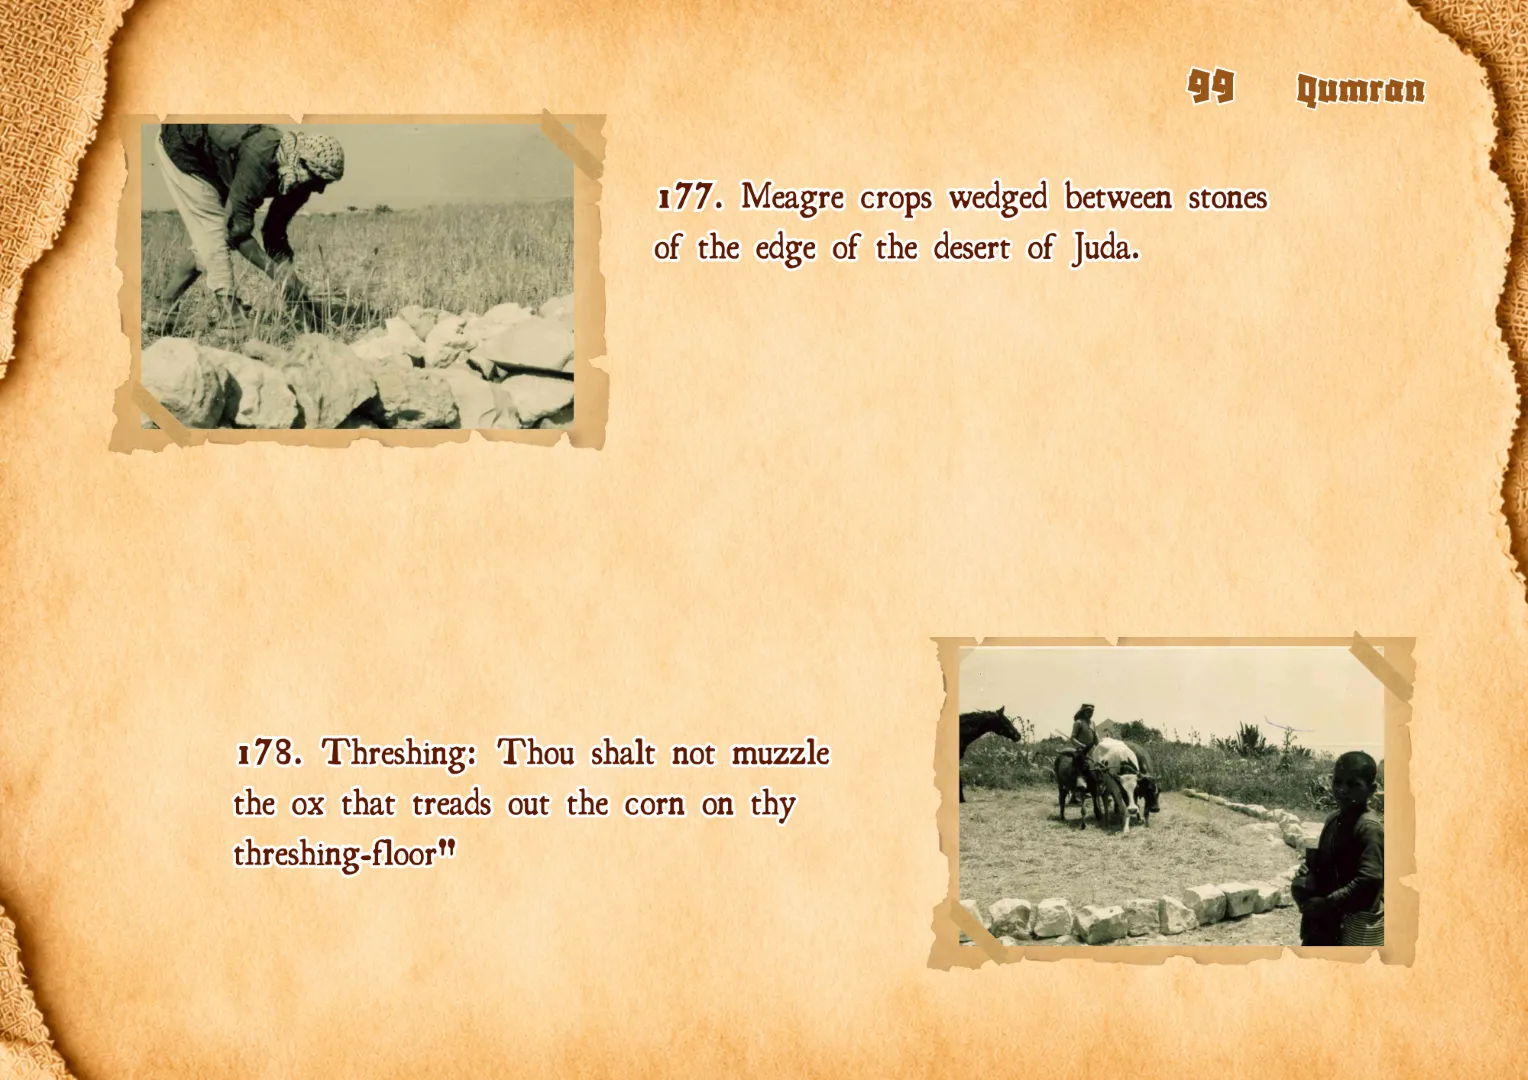 99 Qumran
177. Meagre crops wedged between stones
of the edge of the desert of Juda.
178. Threshing: Thou shalt not muzzle
the ox that treads out the corn on thy
threshing-floor"